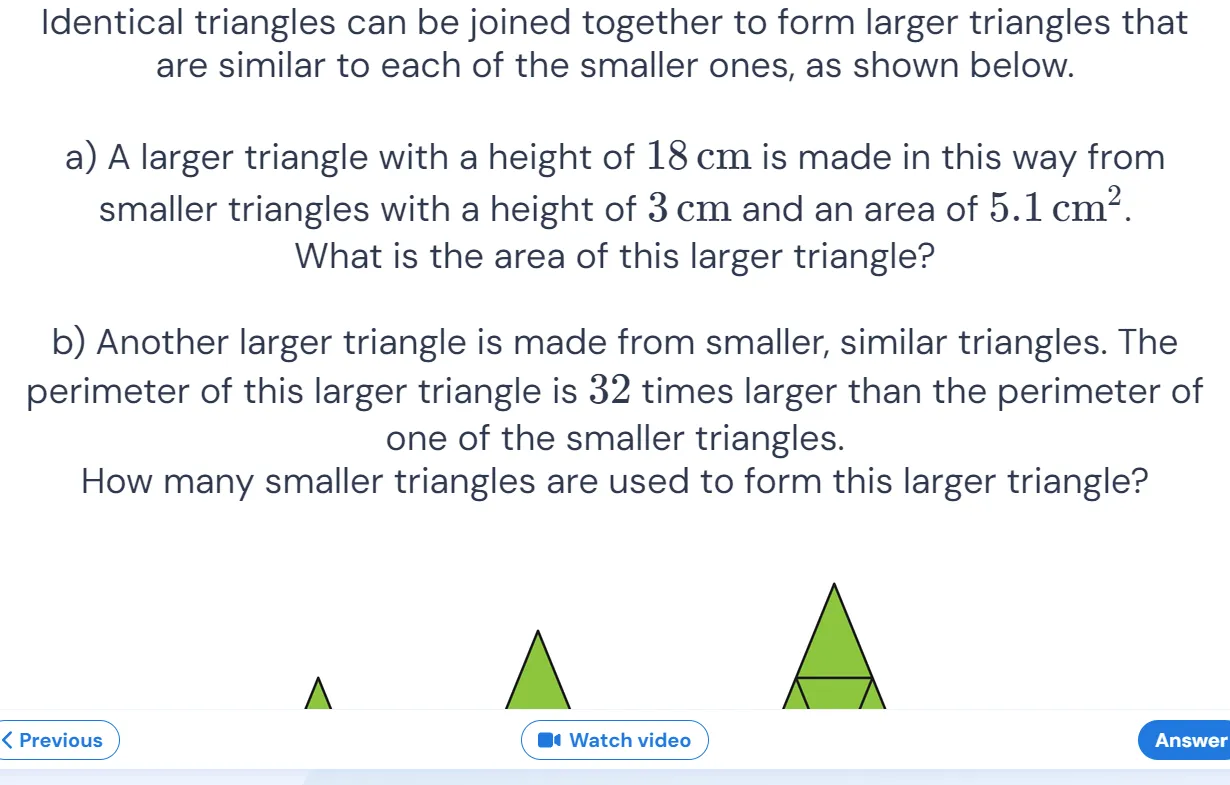 Identical triangles can be joined together to form larger triangles that
are similar to each of the smaller ones, as shown below.
a) A larger triangle with a height of 18 cm is made in this way from
smaller triangles with a height of 3 cm and an area of 5.1 cm².
What is the area of this larger triangle?
b) Another larger triangle is made from smaller, similar triangles. The
perimeter of this larger triangle is 32 times larger than the perimeter of
one of the smaller triangles.
How many smaller triangles are used to form this larger triangle?
Previous
Watch video
Answer